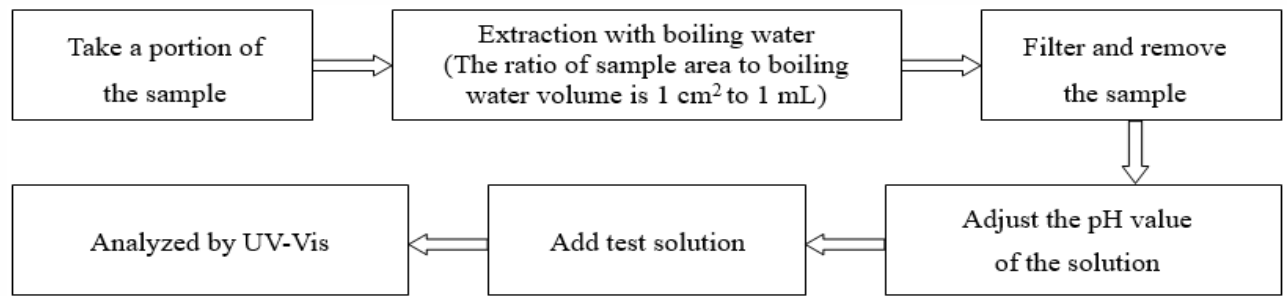 Take a portion of
the sample
Extraction with boiling water
(The ratio of sample area to boiling
water volume is 1 cm² to 1 mL)
Filter and remove
the sample
Adjust the pH value
of the solution
Add test solution
Analyzed by UV-Vis